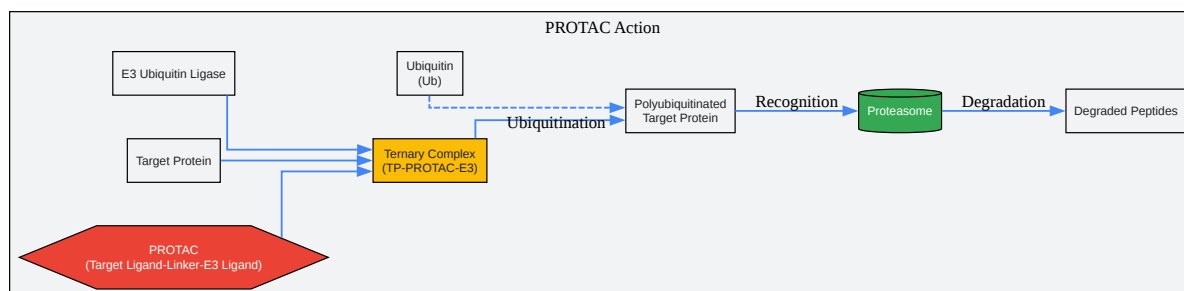 PROTAC Action
E3 Ubiquitin Ligase
Ubiquitin
(Ub)
Target Protein
Ternary Complex
(TP-PROTAC-E3)
PROTAC
(Target Ligand-Linker-E3 Ligand)
Ubiquitination
Polyubiquitinated
Target Protein
Recognition
Proteasome
Degradation
Degraded Peptides